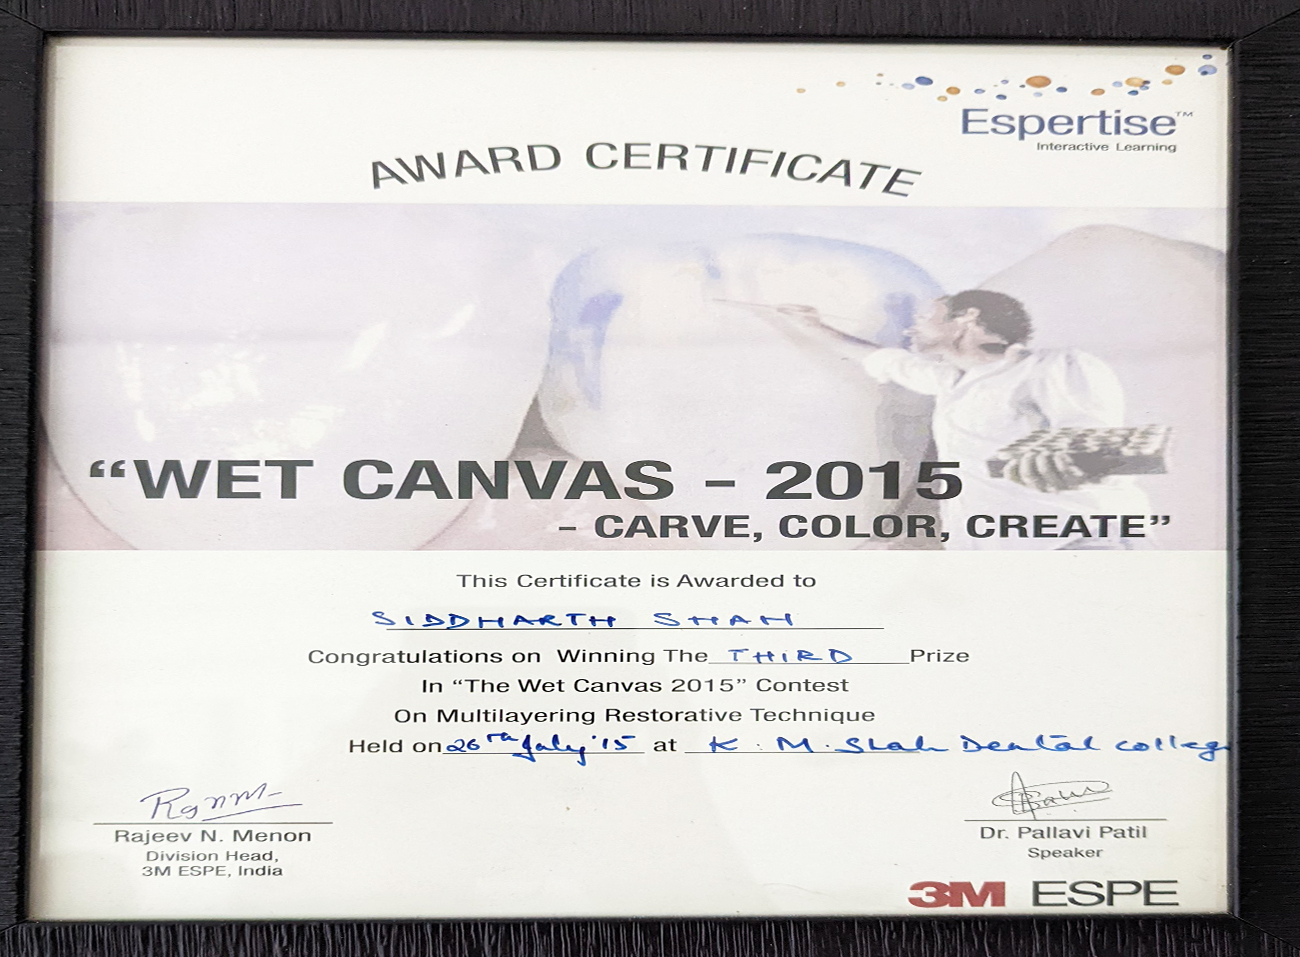 Espertise™
Interactive Learning
AWARD CERTIFICATE
“WET CANVAS – 2015
– CARVE, COLOR, CREATE”
This Certificate is Awarded to
SIDDHARTH SHAH
Congratulations on Winning The THIRD Prize
In “The Wet Canvas 2015” Contest
On Multilayering Restorative Technique
Held on 26th July '15 at K. M. Shah Dental college
Rajeev N. Menon
Division Head,
3M ESPE, India
Dr. Pallavi Patil
Speaker
3M ESPE